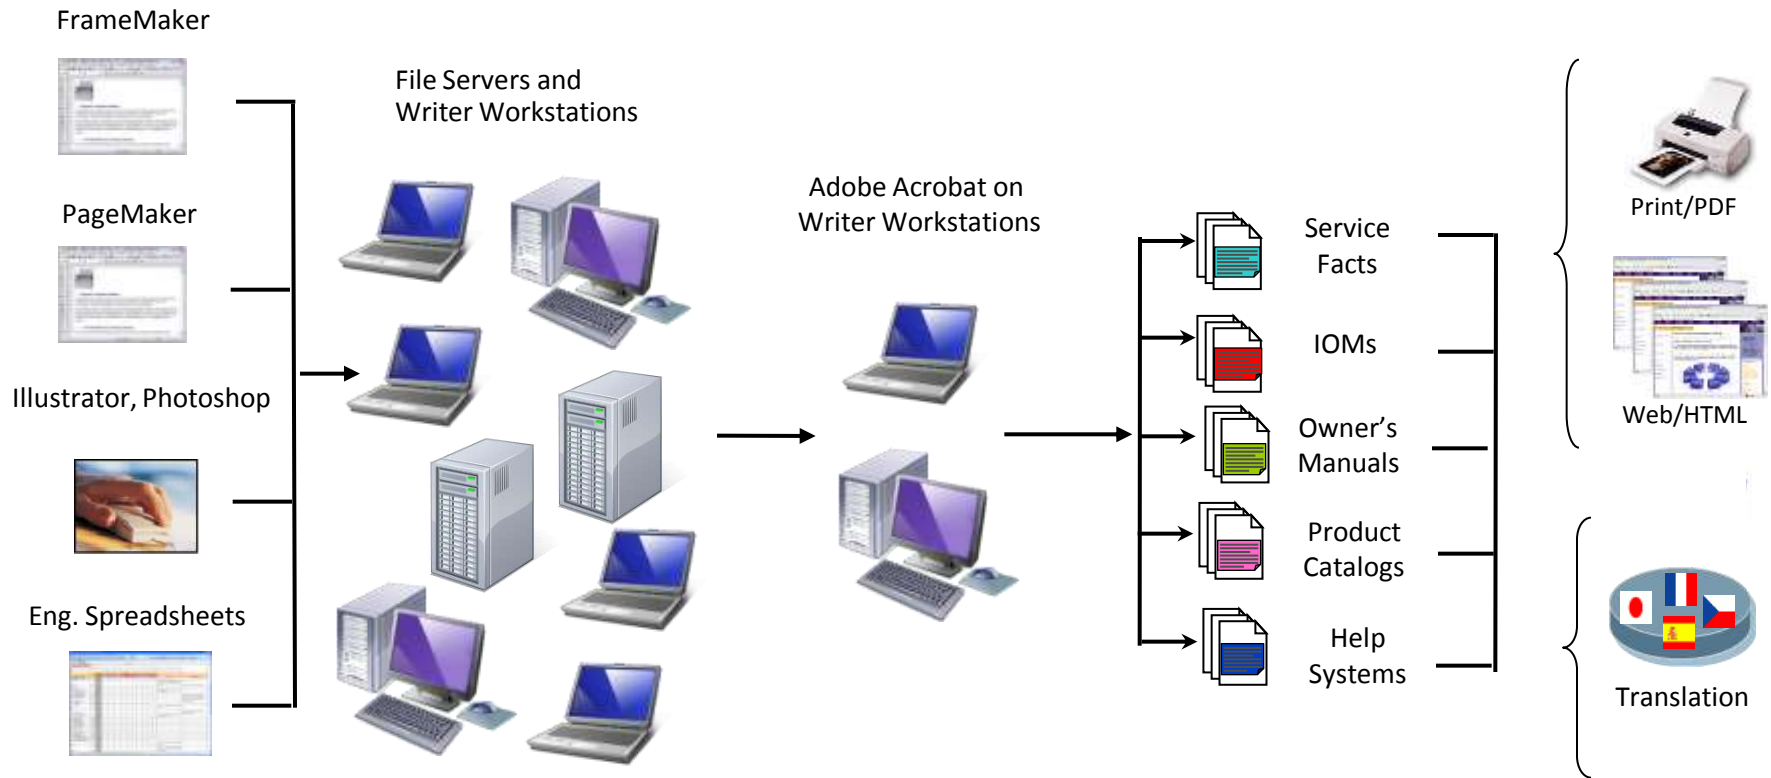 FrameMaker
PageMaker
Illustrator, Photoshop
Eng. Spreadsheets
File Servers and
Writer Workstations
Adobe Acrobat on
Writer Workstations
Service
Facts
IOMs
Owner’s
Manuals
Product
Catalogs
Help
Systems
Print/PDF
Web/HTML
Translation